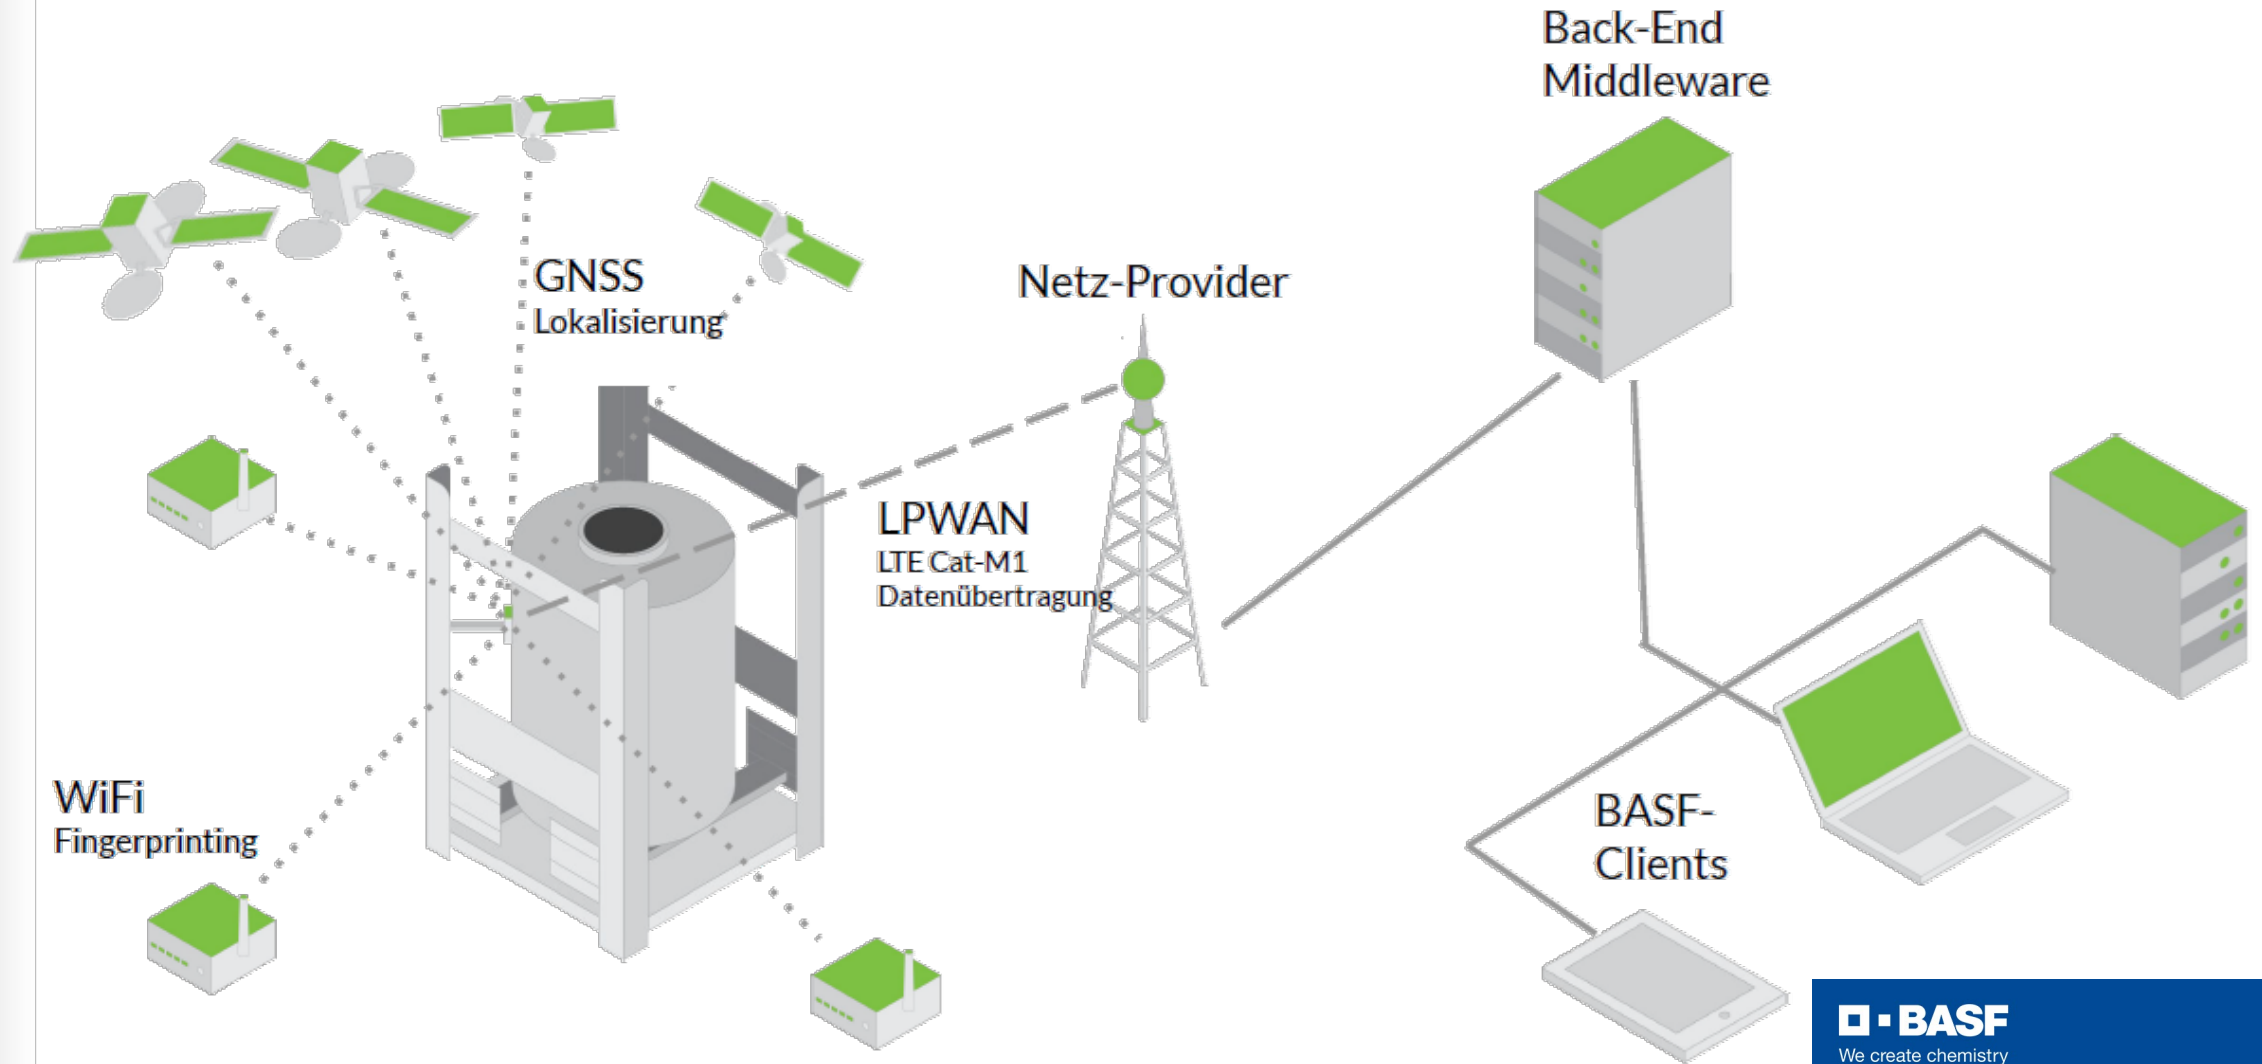 Back-End
Middleware
GNSS
Lokalisierung
Netz-Provider
LPWAN
LTE Cat-M1
Datenübertragung
WiFi
Fingerprinting
BASF-
Clients
BASF
We create chemistry